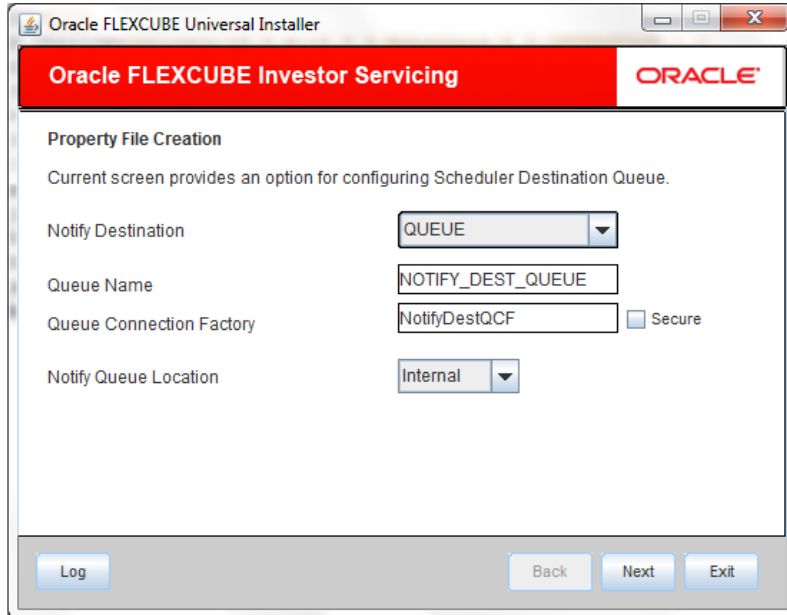 Oracle FLEXCUBE Universal Installer
Oracle FLEXCUBE Investor Servicing
ORACLE
Property File Creation
Current screen provides an option for configuring Scheduler Destination Queue.
Notify Destination QUEUE
Queue Name NOTIFY_DEST_QUEUE
Queue Connection Factory NotifyDestQCF Secure
Notify Queue Location Internal
Log Back Next Exit